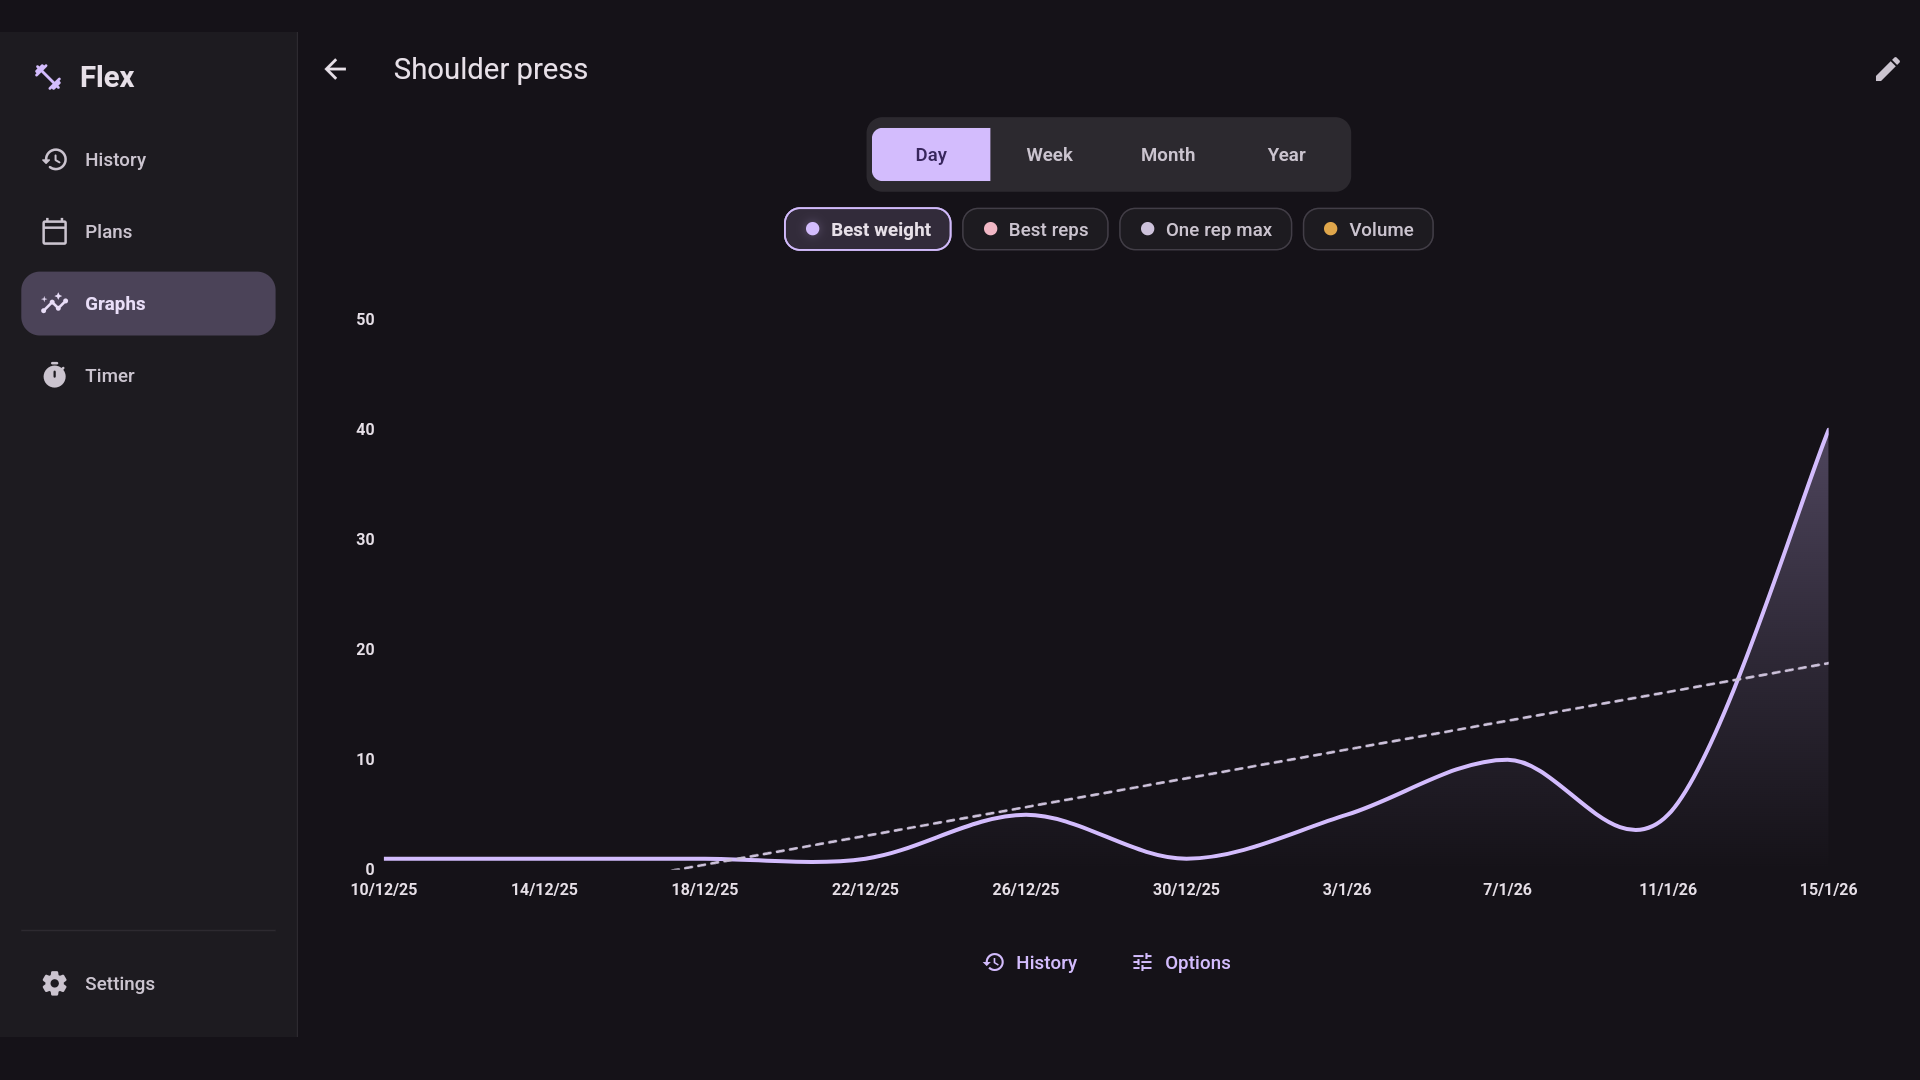 Flex
History
Plans
Graphs
Timer
Settings
Shoulder press
Day Week Month Year
Best weight Best reps One rep max Volume
50
40
30
20
10
0
10/12/25 14/12/25 18/12/25 22/12/25 26/12/25 30/12/25 3/1/26 7/1/26 11/1/26 15/1/26
History Options